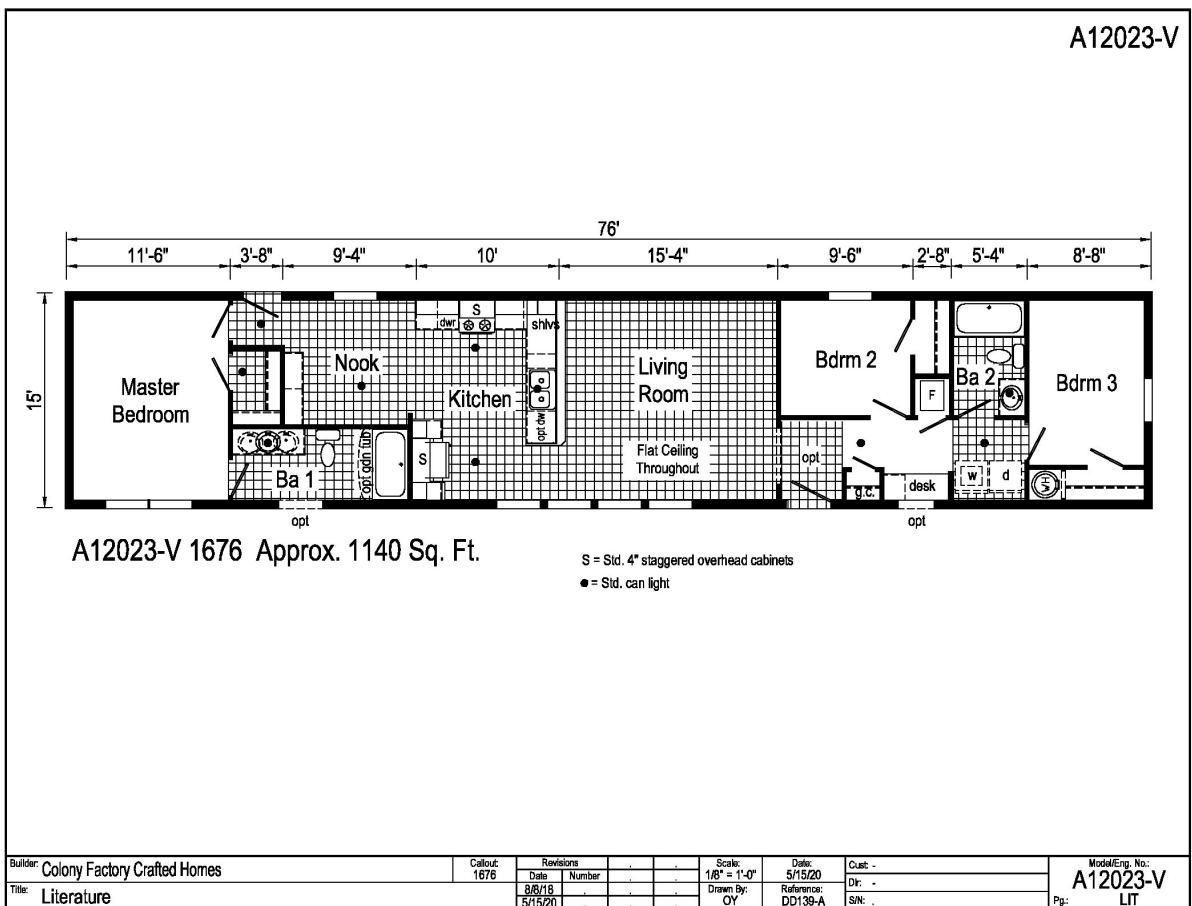 A12023-V
76'
11'-6" 3'-8" 9'-4" 10' 15'-4" 9'-6" 2'-8" 5'-4" 8'-8"
15'
S
dwr
shlvs
Nook
Living
Room
Bdrm 2
Ba 2
Bdrm 3
Master
Bedroom
Kitchen
F
opt dw
Flat Ceiling
Throughout
opt
S
Ba 1
opt gdn tub
g.c.
desk
w
d
WH
opt
opt
A12023-V 1676 Approx. 1140 Sq. Ft.
S = Std. 4" staggered overhead cabinets
● = Std. can light
Builder: Colony Factory Crafted Homes
Title: Literature
Callout:
1676
Revisions
Date Number
8/8/18
5/15/20
Scale:
1/8" = 1'-0"
Drawn By:
OY
Date:
5/15/20
Reference:
DD139-A
Cust: -
Dlr: -
S/N: .
Model/Eng. No.:
A12023-V
Pg.: LIT